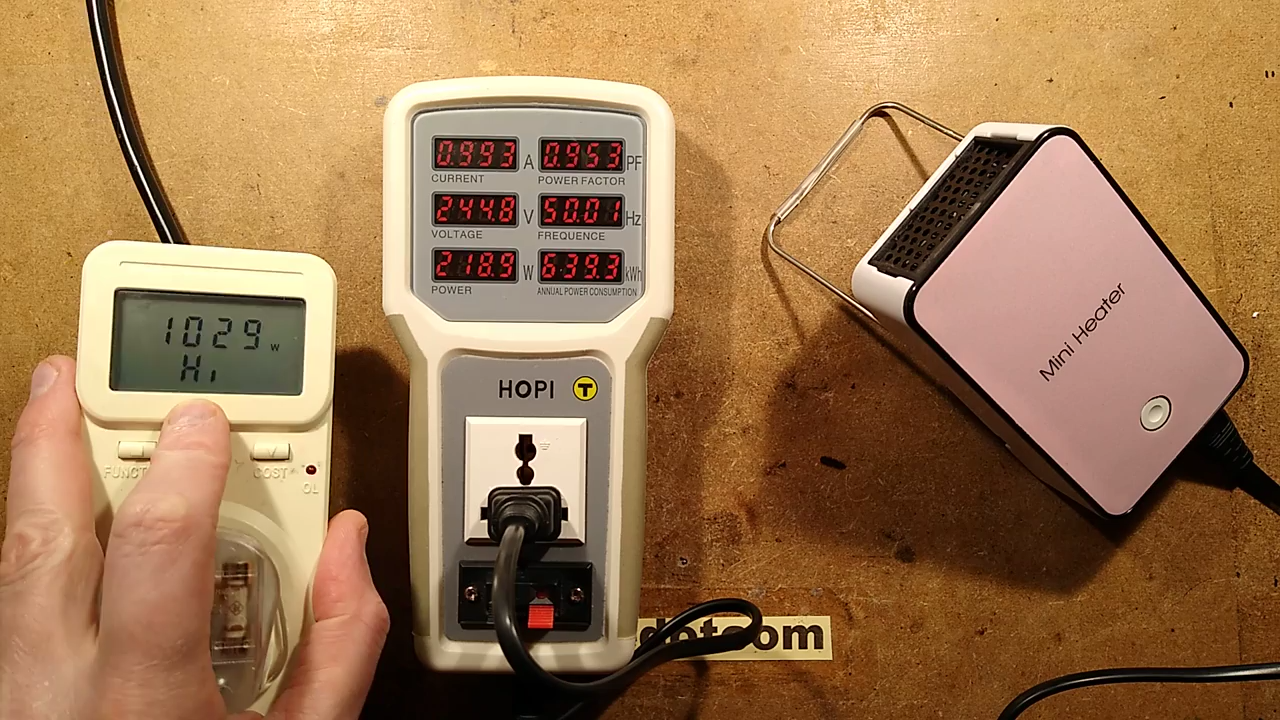 1029 w
Hi
FUNCT
COST
OL
0.993 A 0.953 PF
CURRENT POWER FACTOR
244.8 V 50.01 Hz
VOLTAGE FREQUENCE
218.9 W 639.3 kWh
POWER ANNUAL POWER CONSUMPTION
HOPI T
dotcom
Mini Heater